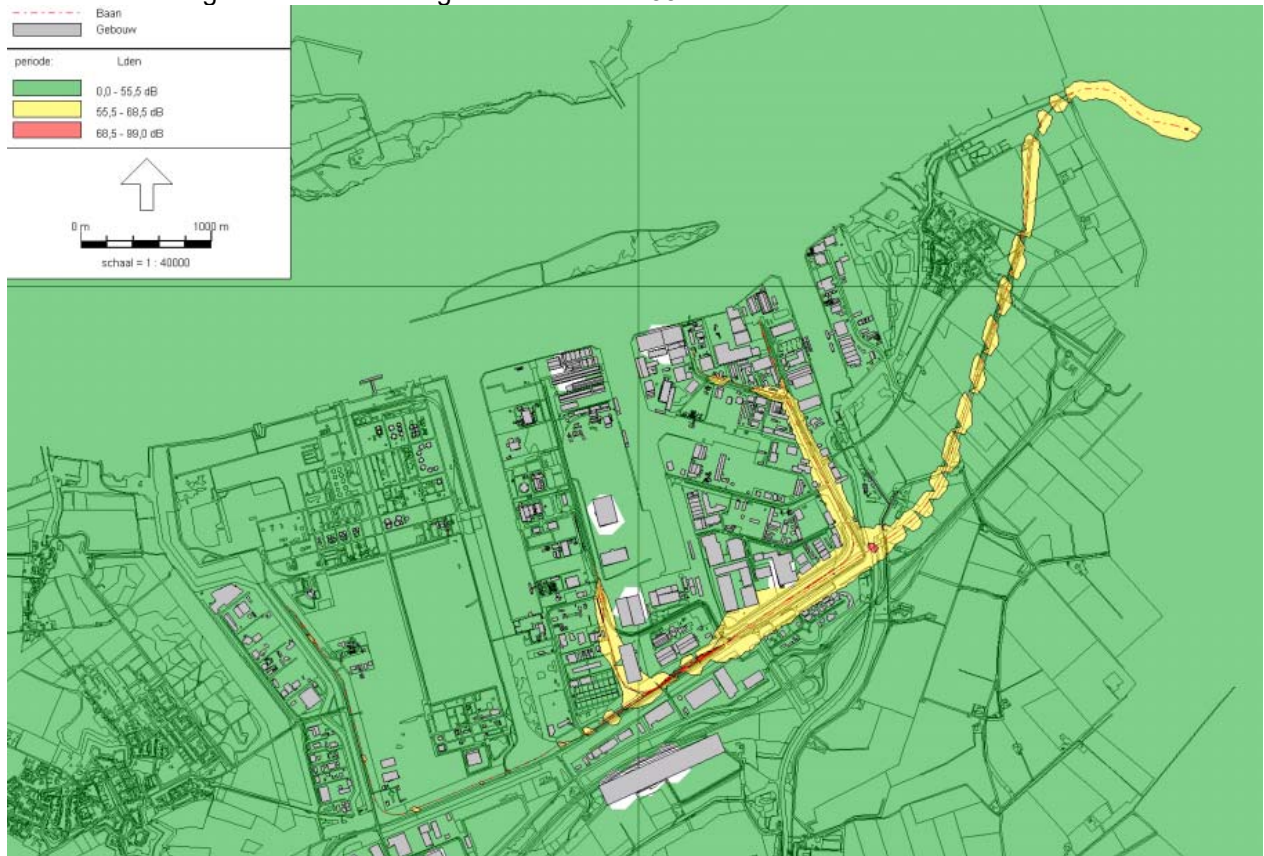 Baan
Gebouw
periode: Lden
0,0 - 55,5 dB
55,5 - 68,5 dB
68,5 - 99,0 dB
0 m 1000 m
schaal = 1 : 40000